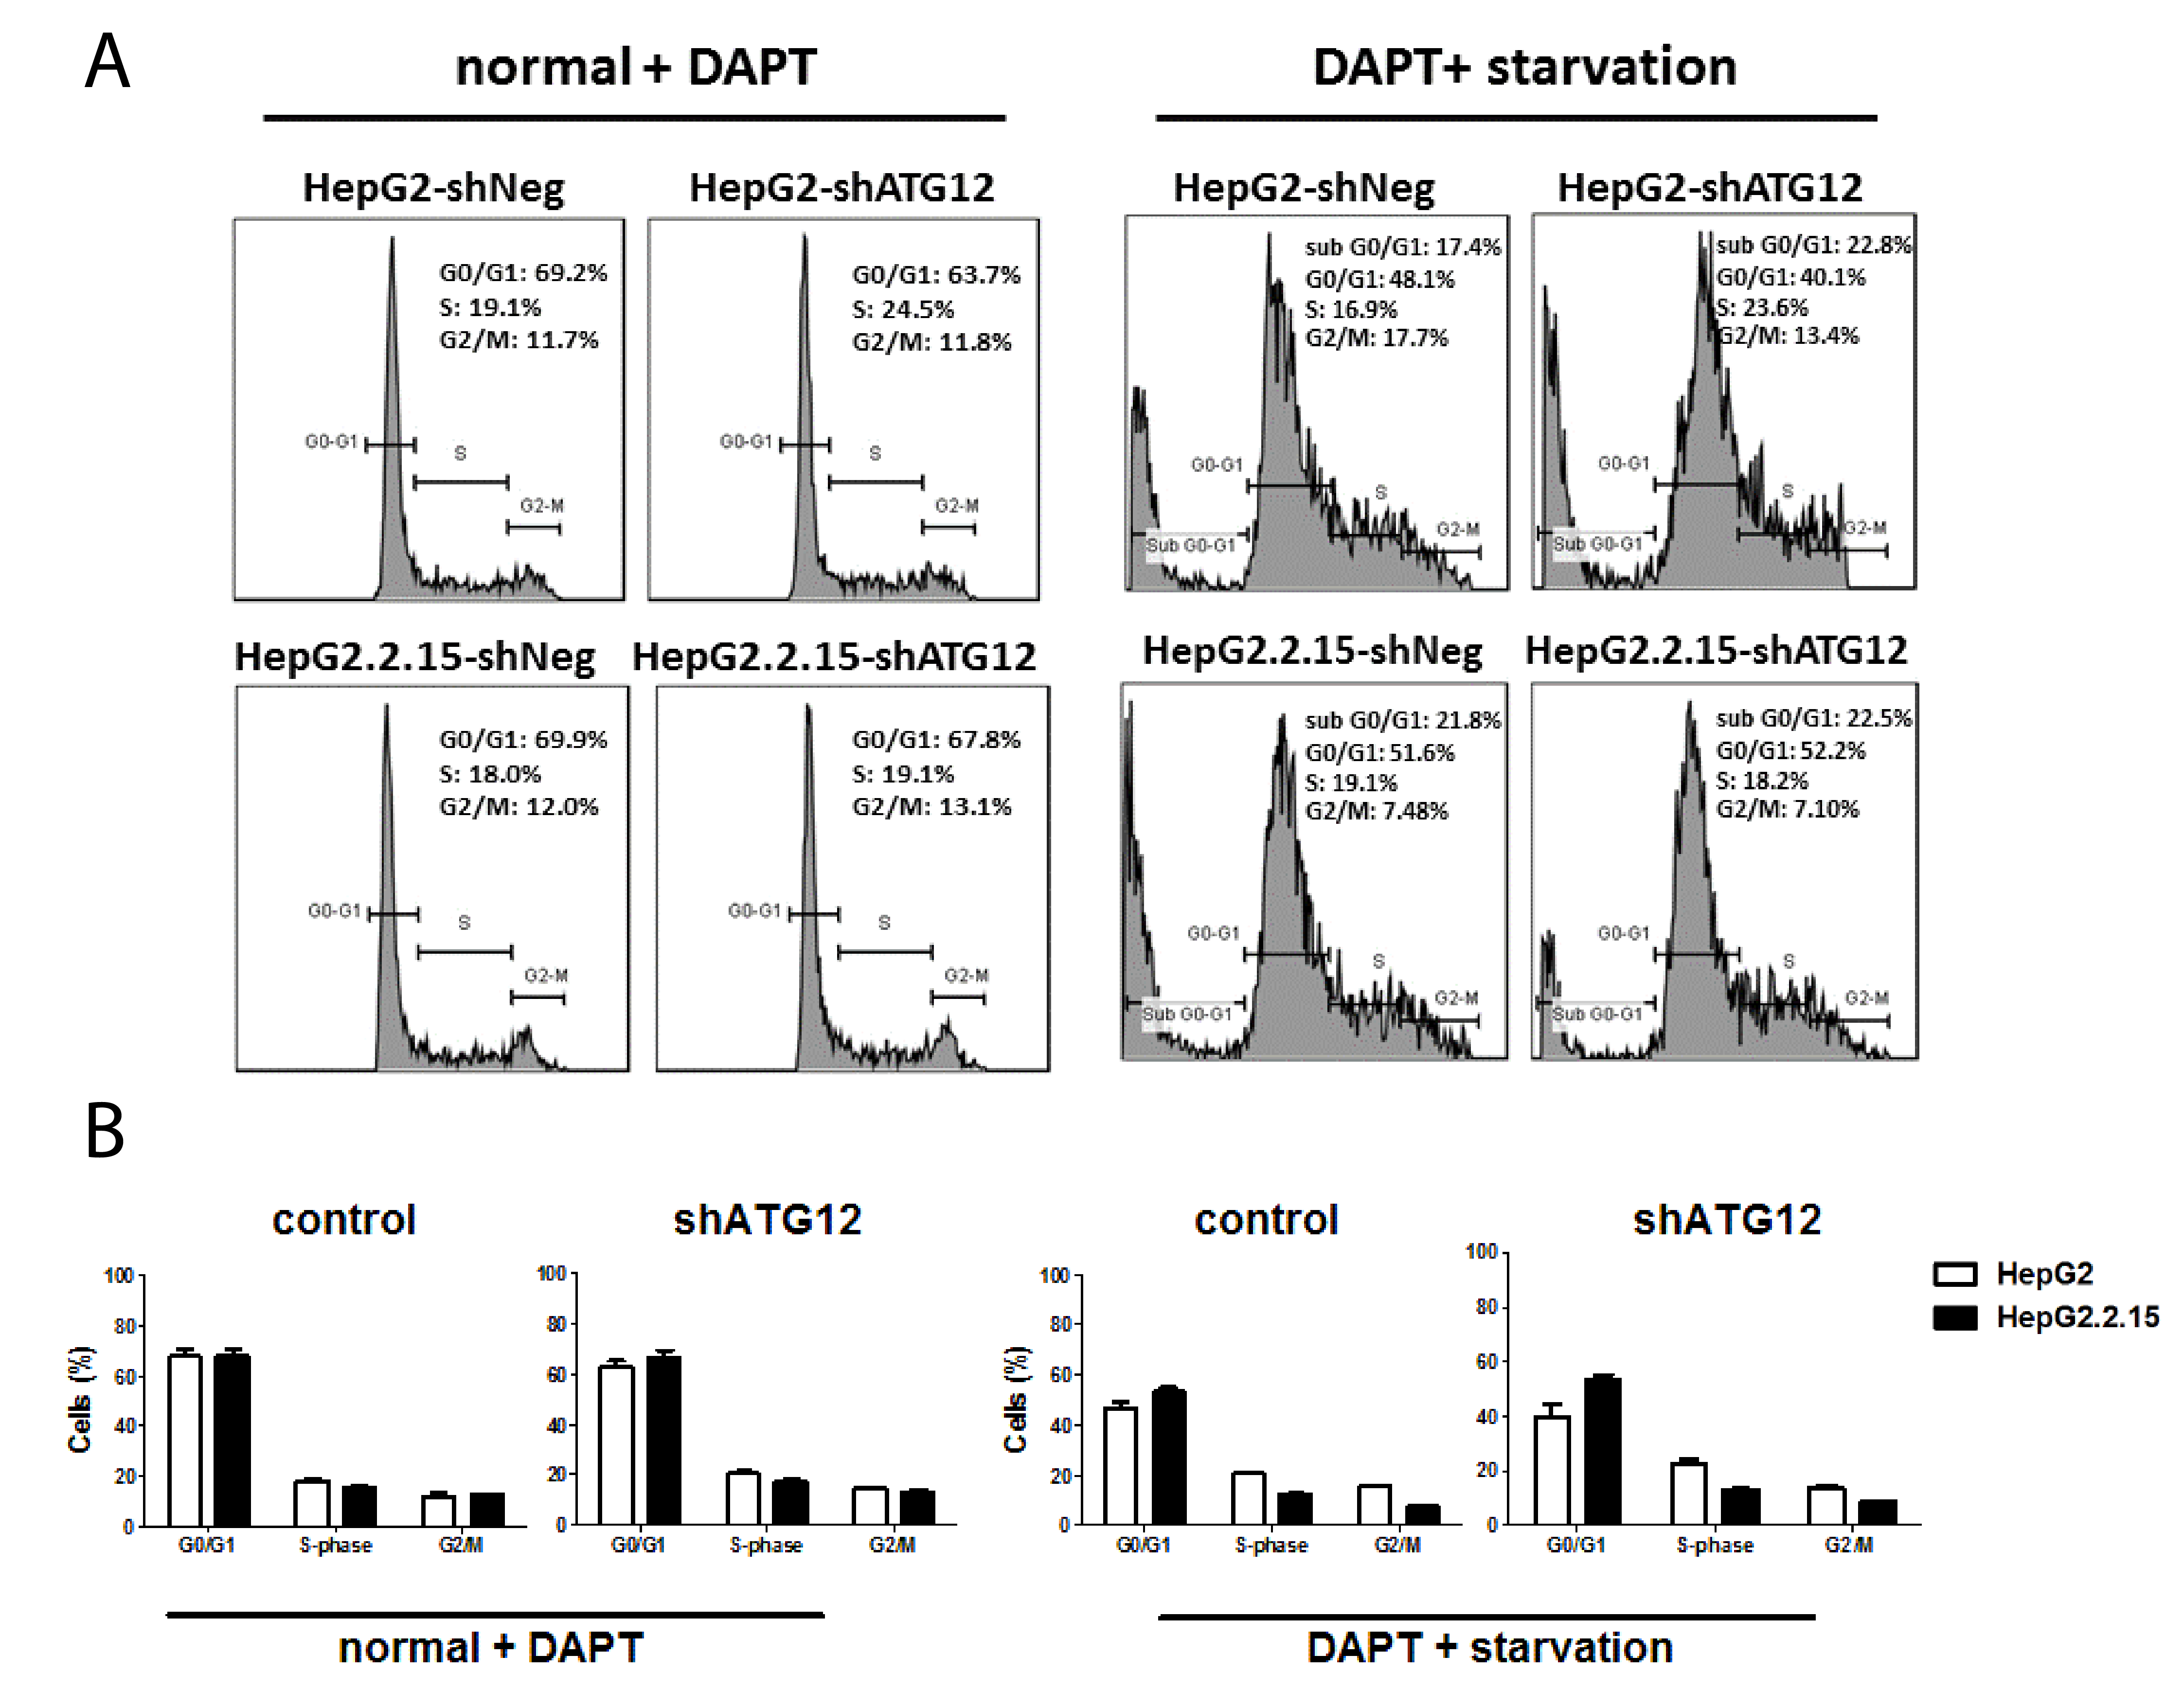 A
normal + DAPT
DAPT+ starvation
HepG2-shNeg
HepG2-shATG12
HepG2-shNeg
HepG2-shATG12
G0/G1: 69.2%
S: 19.1%
G2/M: 11.7%
G0-G1
S
G2-M
G0/G1: 63.7%
S: 24.5%
G2/M: 11.8%
G0-G1
S
G2-M
sub G0/G1: 17.4%
G0/G1: 48.1%
S: 16.9%
G2/M: 17.7%
G0-G1
S
G2-M
Sub G0-G1
sub G0/G1: 22.8%
G0/G1: 40.1%
S: 23.6%
G2/M: 13.4%
G0-G1
S
G2-M
Sub G0-G1
HepG2.2.15-shNeg
HepG2.2.15-shATG12
HepG2.2.15-shNeg
HepG2.2.15-shATG12
G0/G1: 69.9%
S: 18.0%
G2/M: 12.0%
G0-G1
S
G2-M
G0/G1: 67.8%
S: 19.1%
G2/M: 13.1%
G0-G1
S
G2-M
sub G0/G1: 21.8%
G0/G1: 51.6%
S: 19.1%
G2/M: 7.48%
G0-G1
S
G2-M
Sub G0-G1
sub G0/G1: 22.5%
G0/G1: 52.2%
S: 18.2%
G2/M: 7.10%
G0-G1
S
G2-M
Sub G0-G1
B
control
100
80
60
40
20
0
Cells (%)
G0/G1 S-phase G2/M
shATG12
100
80
60
40
20
0
G0/G1 S-phase G2/M
normal + DAPT
control
100
80
60
40
20
0
Cells (%)
G0/G1 S-phase G2/M
shATG12
100
80
60
40
20
0
G0/G1 S-phase G2/M
DAPT + starvation
HepG2
HepG2.2.15